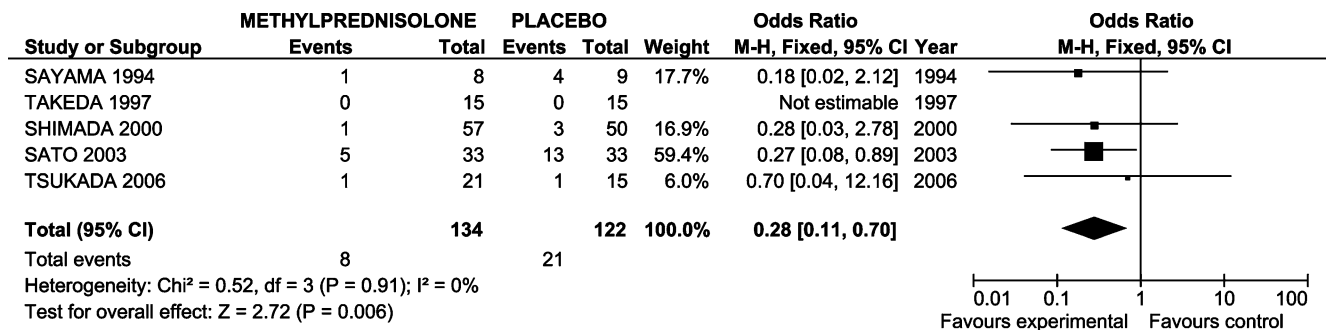 METHYLPREDNISOLONE PLACEBO Odds Ratio Odds Ratio
Study or Subgroup Events Total Events Total Weight M-H, Fixed, 95% CI Year M-H, Fixed, 95% CI
SAYAMA 1994 1 8 4 9 17.7% 0.18 [0.02, 2.12] 1994
TAKEDA 1997 0 15 0 15 Not estimable 1997
SHIMADA 2000 1 57 3 50 16.9% 0.28 [0.03, 2.78] 2000
SATO 2003 5 33 13 33 59.4% 0.27 [0.08, 0.89] 2003
TSUKADA 2006 1 21 1 15 6.0% 0.70 [0.04, 12.16] 2006
Total (95% CI) 134 122 100.0% 0.28 [0.11, 0.70]
Total events 8 21
Heterogeneity: Chi² = 0.52, df = 3 (P = 0.91); I² = 0%
Test for overall effect: Z = 2.72 (P = 0.006)
0.01 0.1 1 10 100
Favours experimental Favours control